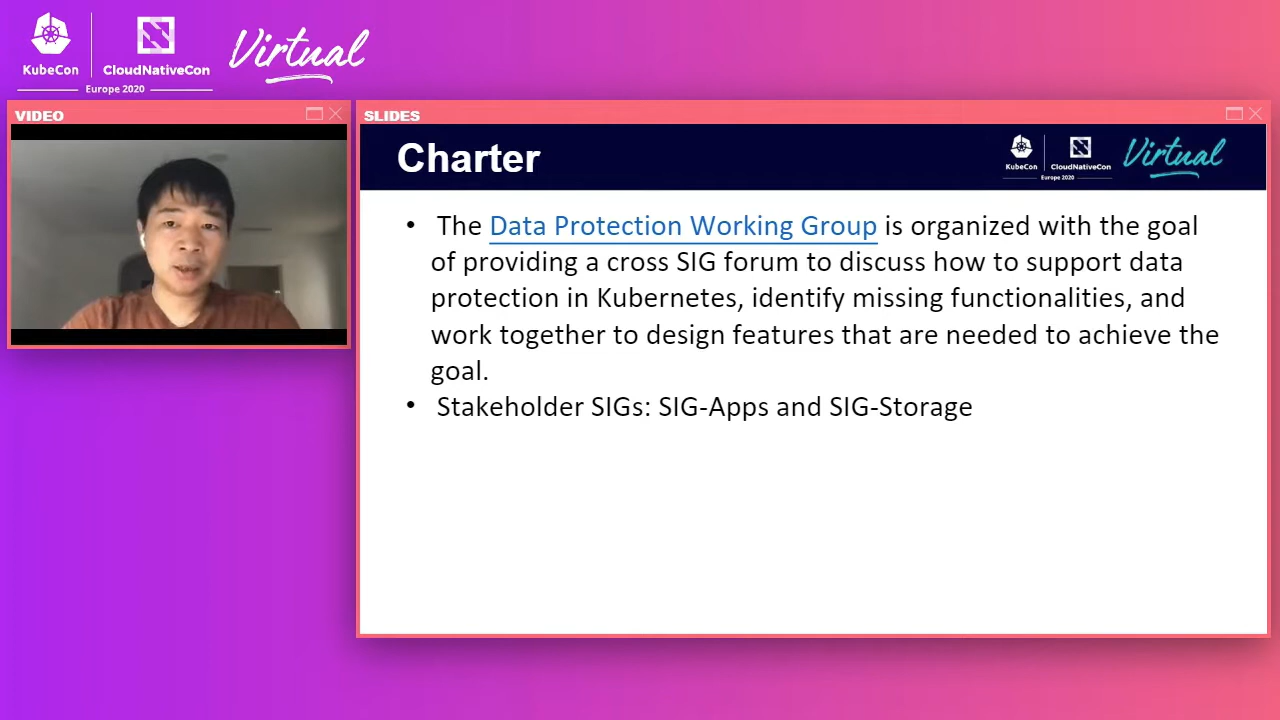 KubeCon
CloudNativeCon
Europe 2020
Virtual
VIDEO
SLIDES
Charter
KubeCon
CloudNativeCon
Europe 2020
Virtual
• The Data Protection Working Group is organized with the goal
of providing a cross SIG forum to discuss how to support data
protection in Kubernetes, identify missing functionalities, and
work together to design features that are needed to achieve the
goal.
• Stakeholder SIGs: SIG-Apps and SIG-Storage